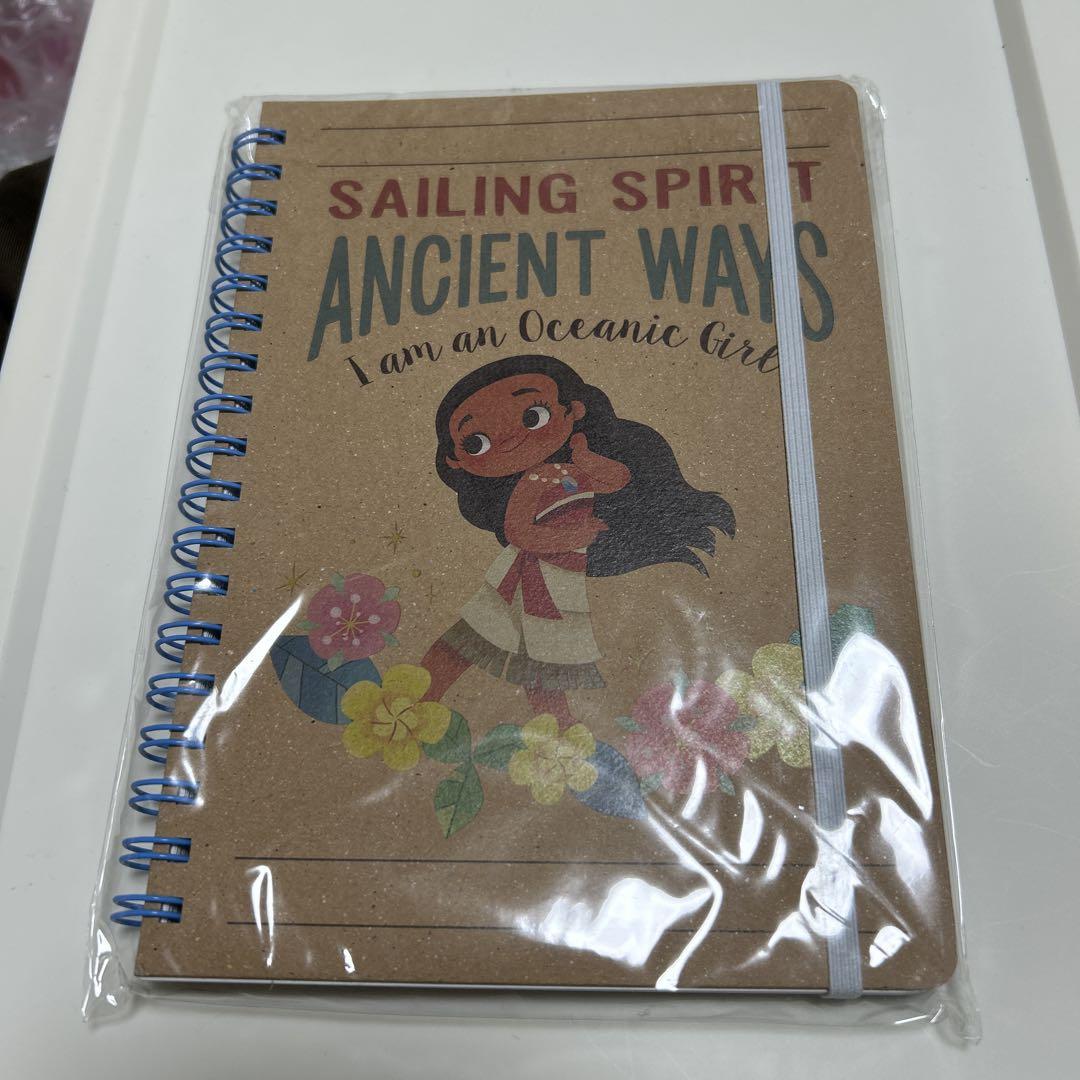 SAILING SPIRIT
ANCIENT WAYS
I am an Oceanic Girl